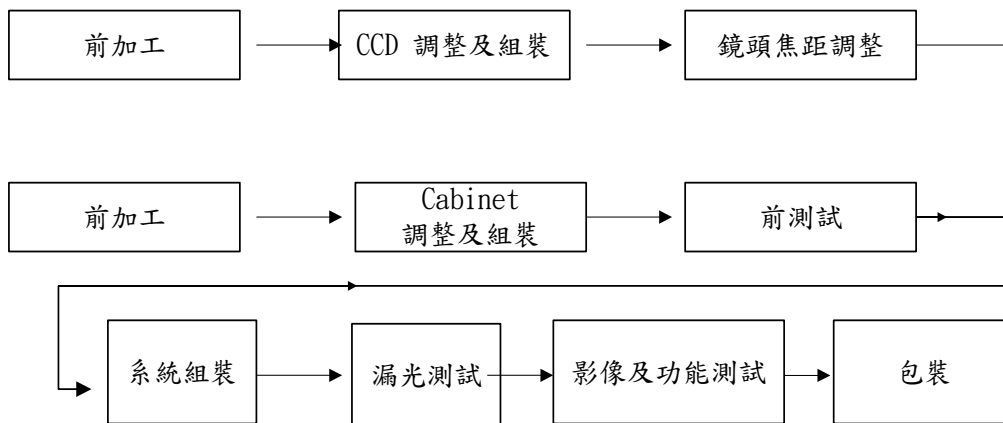 前加工
CCD 調整及組裝
鏡頭焦距調整
前加工
Cabinet
調整及組裝
前測試
系統組裝
漏光測試
影像及功能測試
包裝